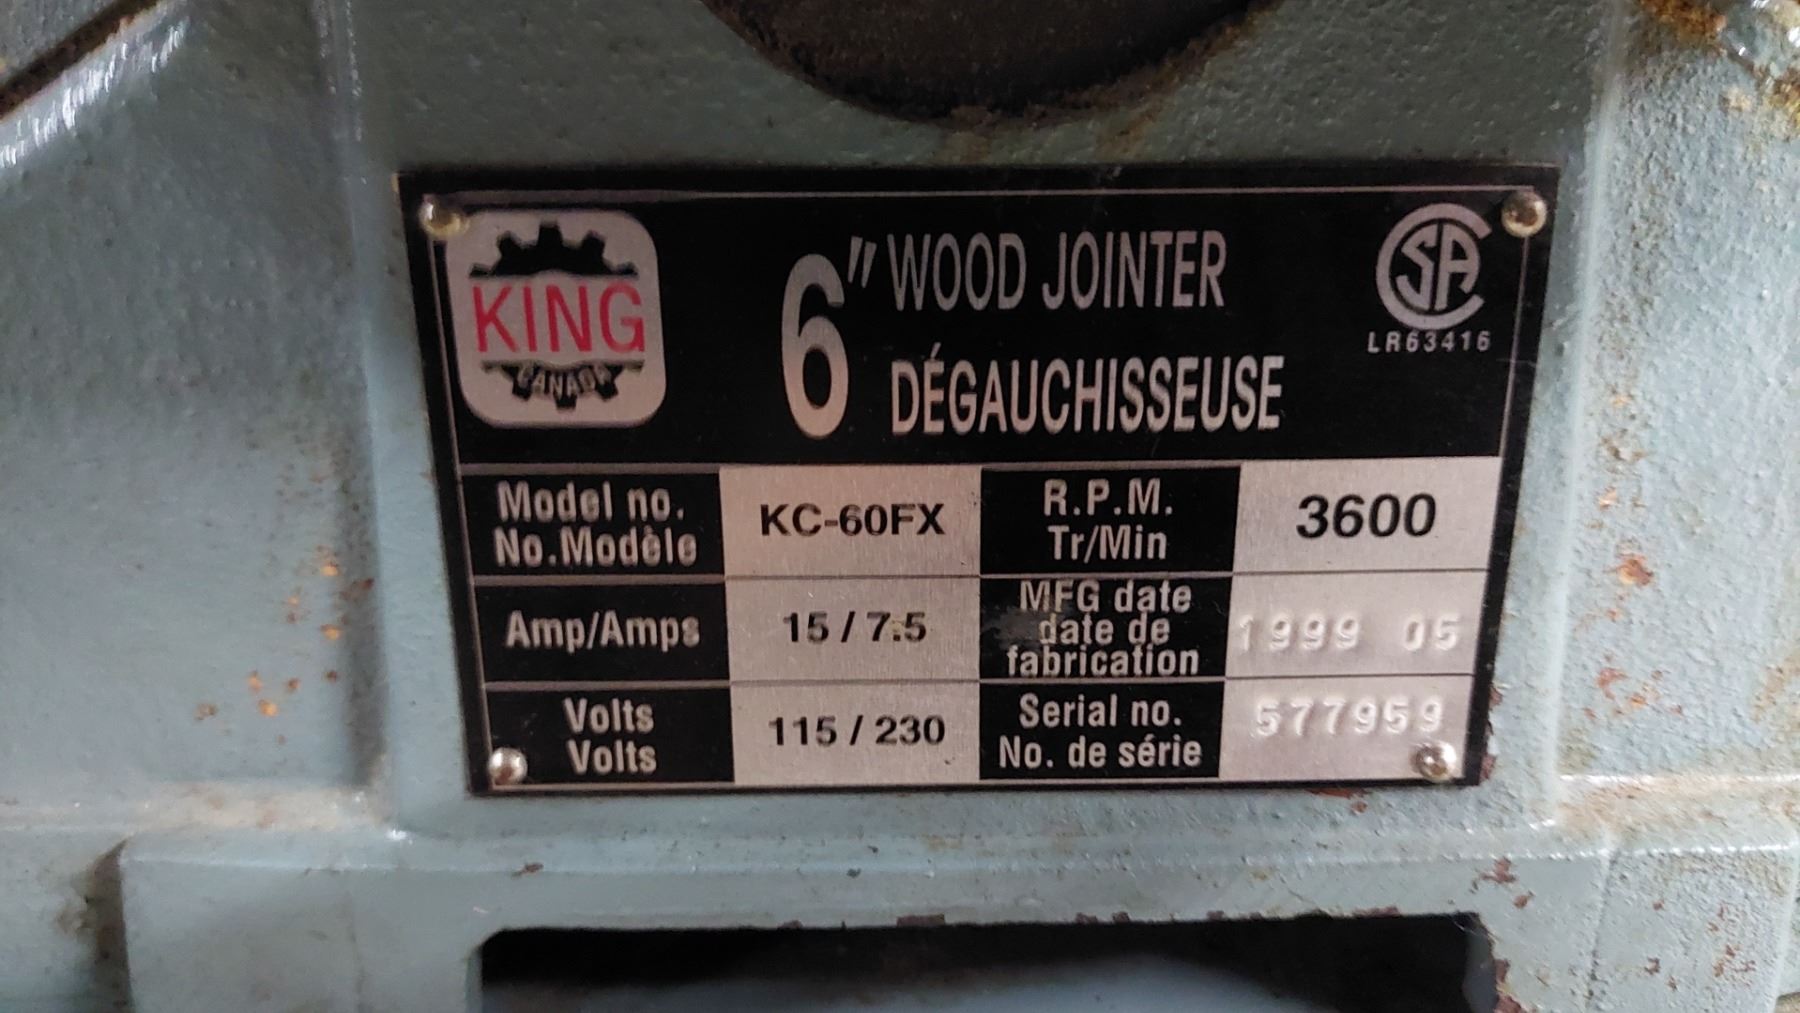 KING
CANADA
6" WOOD JOINTER
DÉGAUCHISSEUSE
CSA
LR63416
Model no.
No.Modèle
KC-60FX
R.P.M.
Tr/Min
3600
Amp/Amps
15 / 7.5
MFG date
date de
fabrication
1999 05
Volts
Volts
115 / 230
Serial no.
No. de série
577959